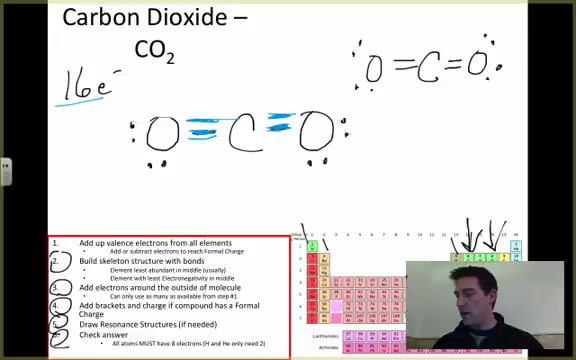 Carbon Dioxide –
CO2
16e-
O = C = O
O = C = O
1. Add up valence electrons from all elements
• Add or subtract electrons to reach Formal Charge
2. Build skeleton structure with bonds
• Element least abundant in middle (usually)
• Element with least Electronegativity in middle
3. Add electrons around the outside of molecule
• Can only use as many as available from step #1
4. Add brackets and charge if compound has a Formal
Charge
5. Draw Resonance Structures (if needed)
6. Check answer
• All atoms MUST have 8 electrons (H and He only need 2)
Lanthanides
Actinides